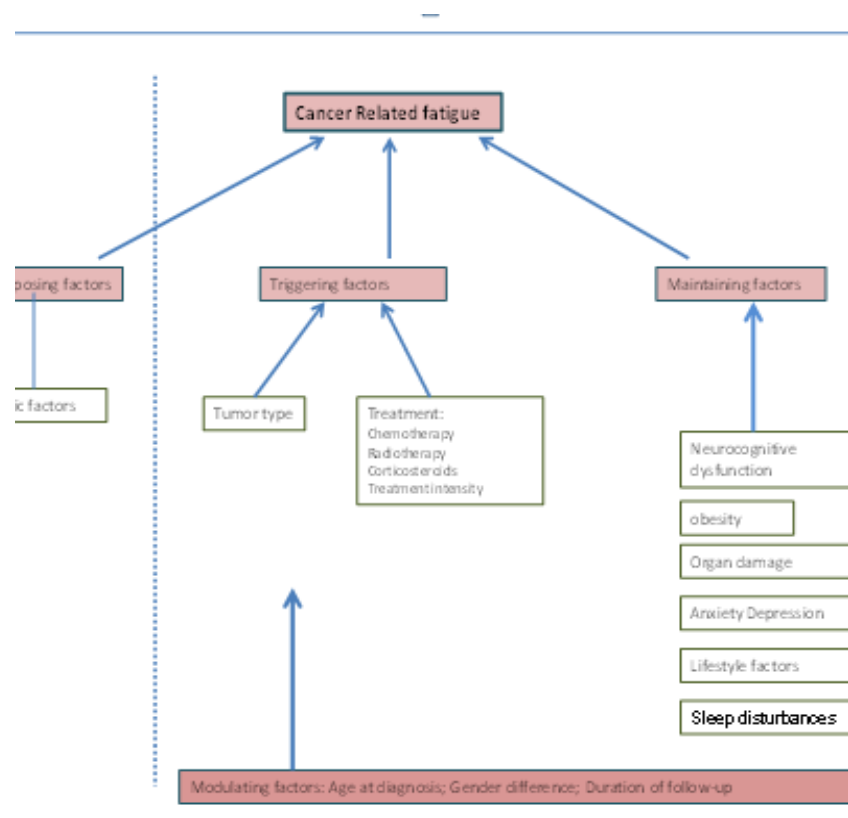 Cancer Related fatigue
posing factors
Triggering factors
Maintaining factors
ic factors
Tumor type
Treatment:
Chemotherapy
Radiotherapy
Corticosteroids
Treatment intensity
Neurocognitive
dysfunction
obesity
Organ damage
Anxiety Depression
Lifestyle factors
Sleep disturbances
Modulating factors: Age at diagnosis; Gender difference; Duration of follow-up